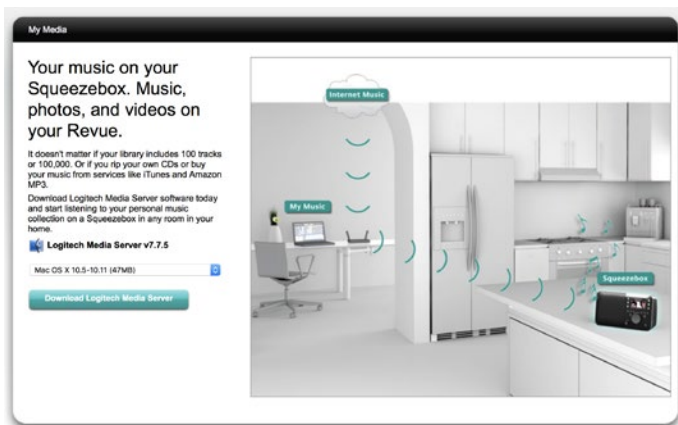 My Media
Your music on your
Squeezebox. Music,
photos, and videos on
your Revue.
It doesn't matter if your library includes 100 tracks
or 100,000. Or if you rip your own CDs or buy
your music from services like iTunes and Amazon
MP3.
Download Logitech Media Server software today
and start listening to your personal music
collection on a Squeezebox in any room in your
home.
Logitech Media Server v7.7.5
Mac OS X 10.5-10.11 (47MB)
Download Logitech Media Server
Internet Music
My Music
Squeezebox